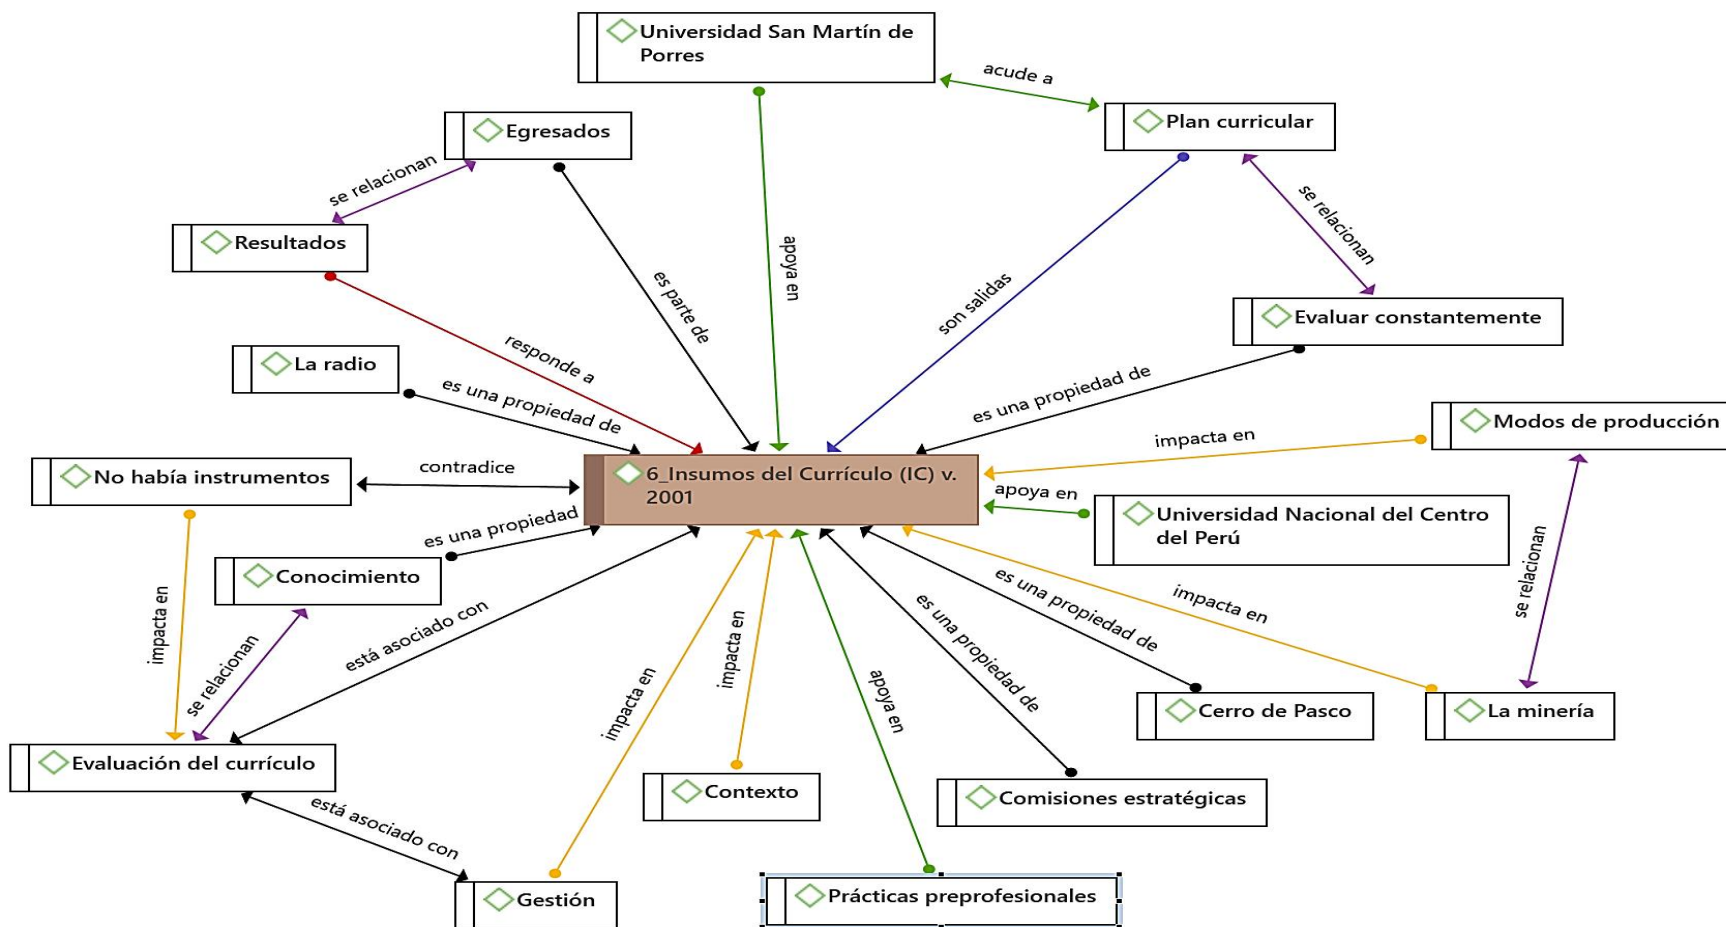 Universidad San Martín de
Porres
acude a
Plan curricular
Egresados
se relacionan
se relacionan
Resultados
apoya en
es parte de
son salidas
Evaluar constantemente
responde a
La radio
es una propiedad de
es una propiedad de
Modos de producción
impacta en
contradice
No había instrumentos
6_Insumos del Currículo (IC) v.
2001
apoya en
Universidad Nacional del Centro
del Perú
es una propiedad
Conocimiento
se relacionan
es una propiedad de
impacta en
impacta en
está asociado con
es una propiedad de
impacta en
se relacionan
impacta en
apoya en
Cerro de Pasco
La minería
Evaluación del currículo
Contexto
Comisiones estratégicas
está asociado con
Gestión
Prácticas preprofesionales